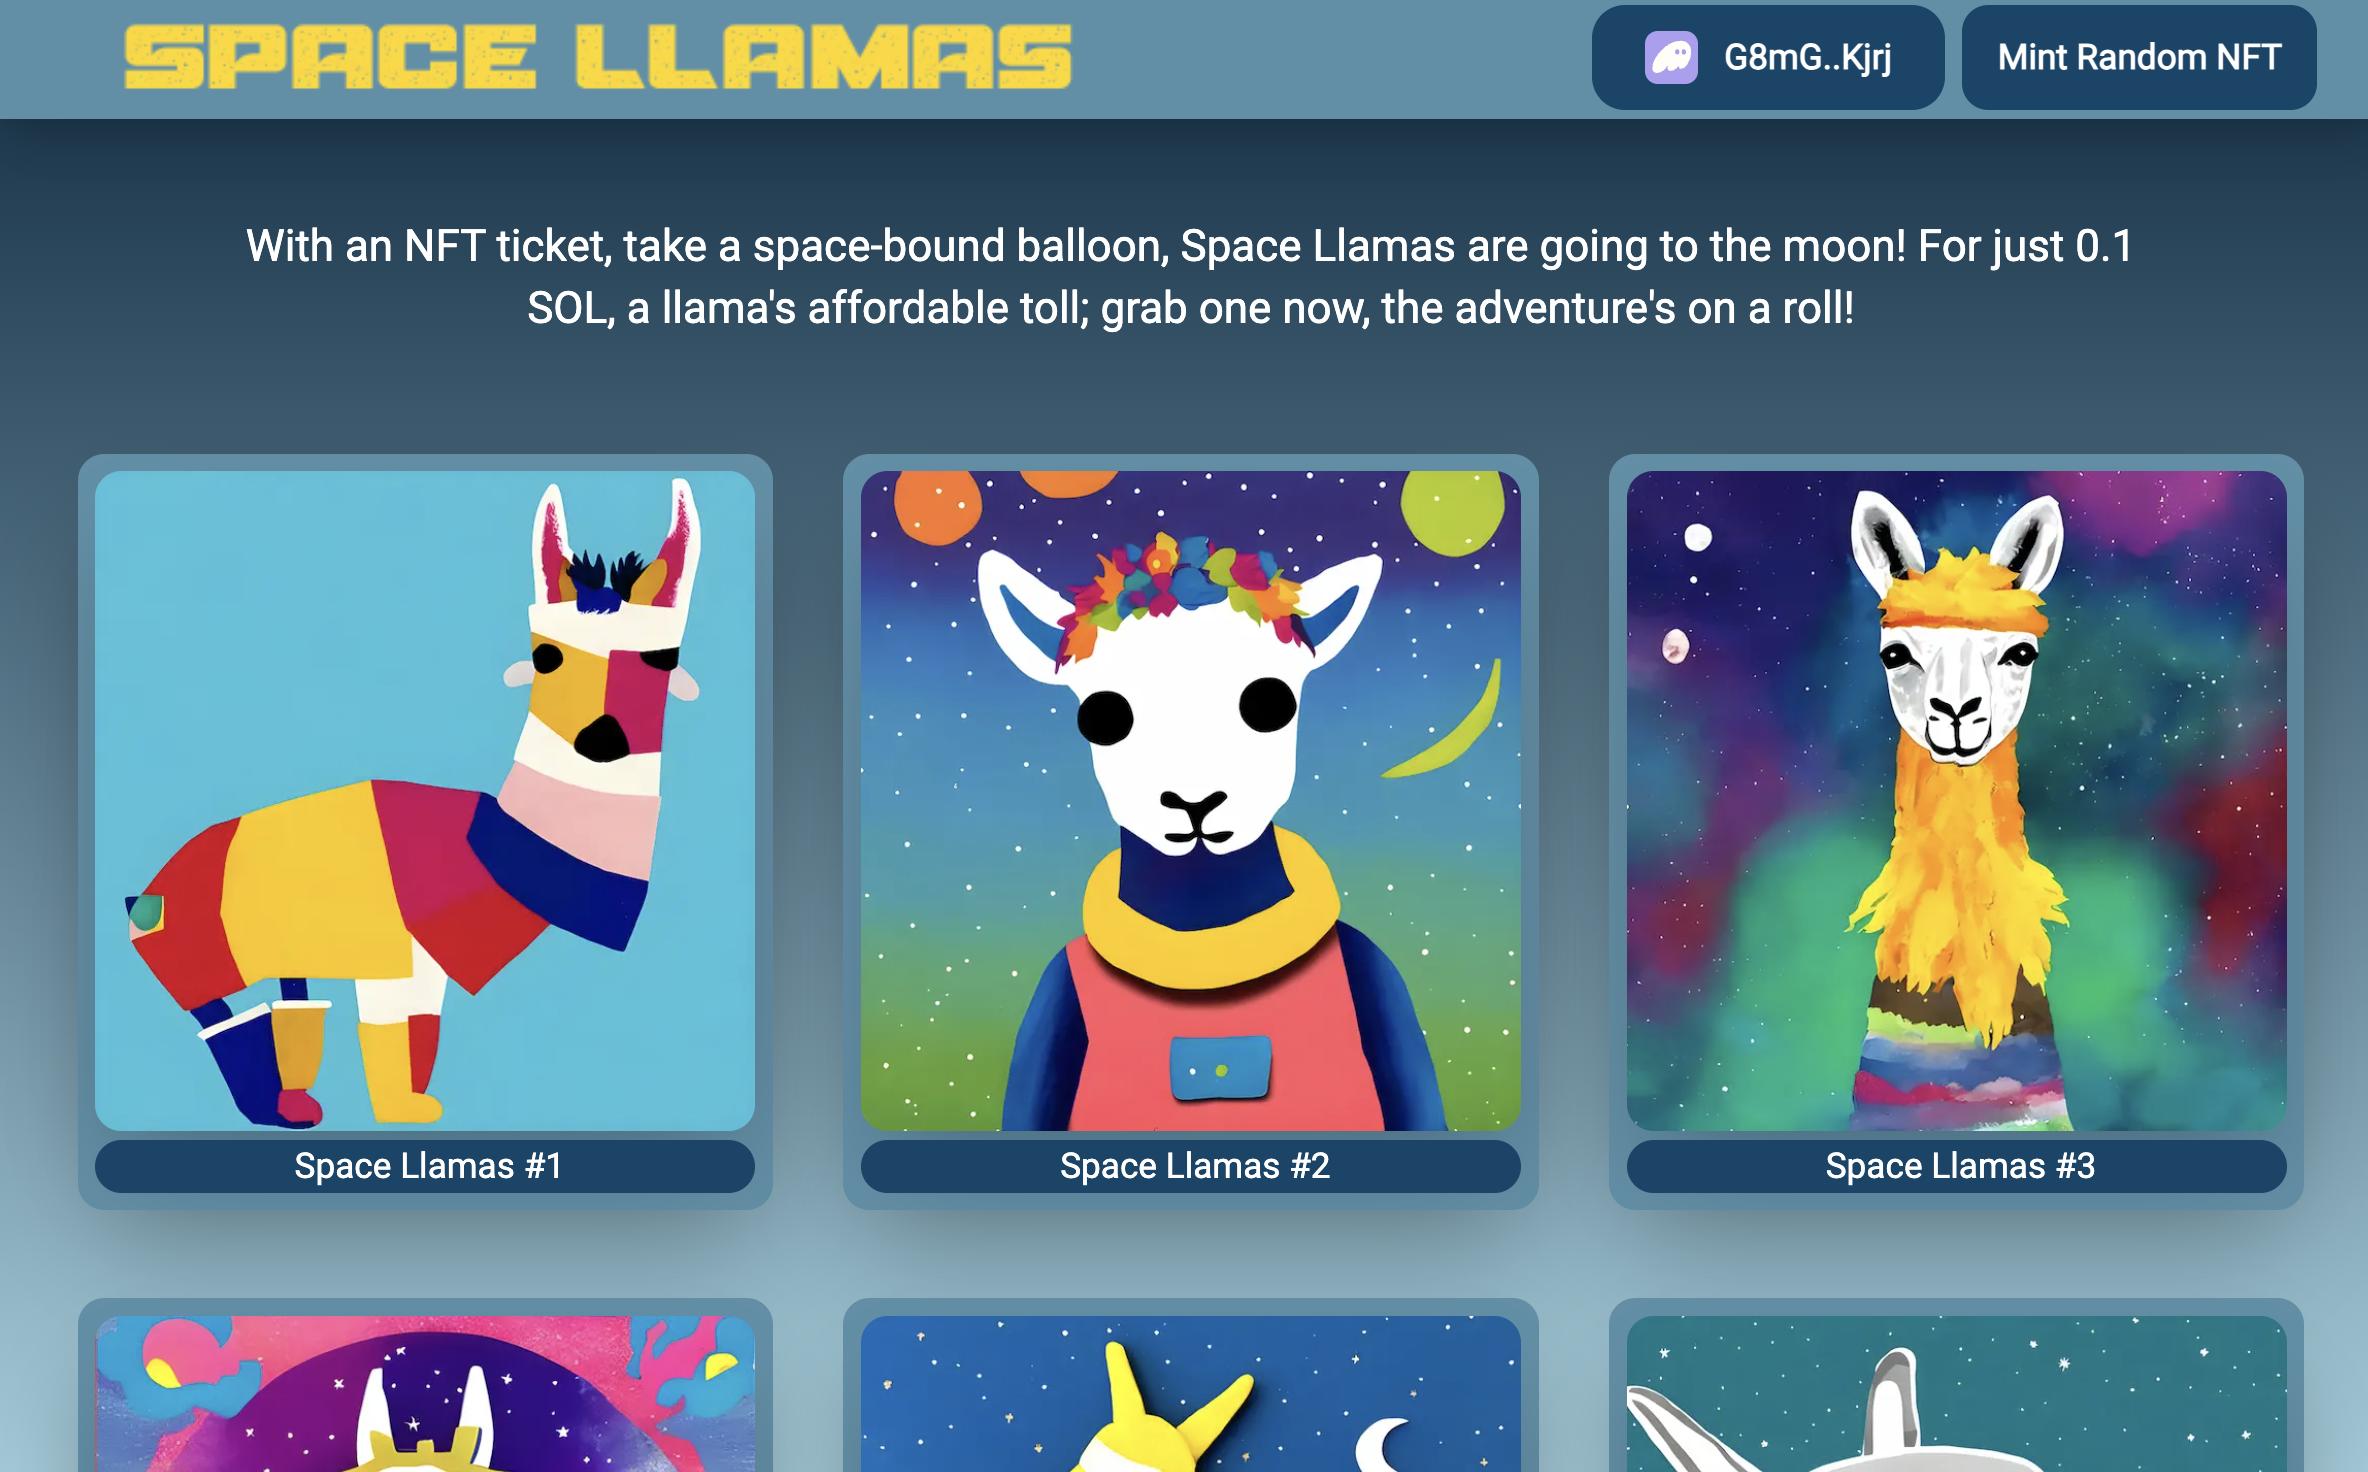 SPACE LLAMAS
G8mG..Kjrj
Mint Random NFT
With an NFT ticket, take a space-bound balloon, Space Llamas are going to the moon! For just 0.1
SOL, a llama's affordable toll; grab one now, the adventure's on a roll!
Space Llamas #1
Space Llamas #2
Space Llamas #3